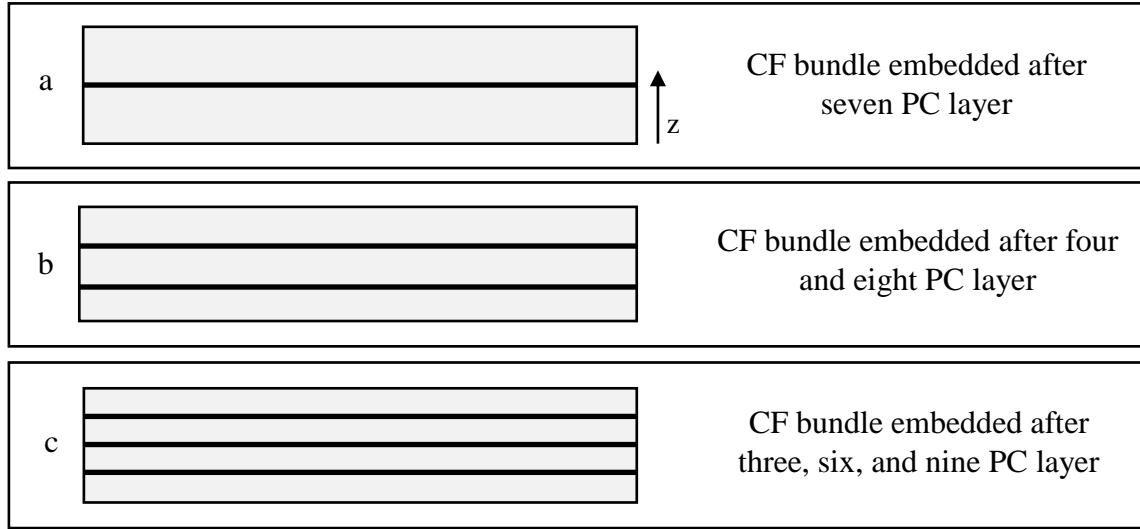 a
CF bundle embedded after
seven PC layer
z
b
CF bundle embedded after four
and eight PC layer
c
CF bundle embedded after
three, six, and nine PC layer